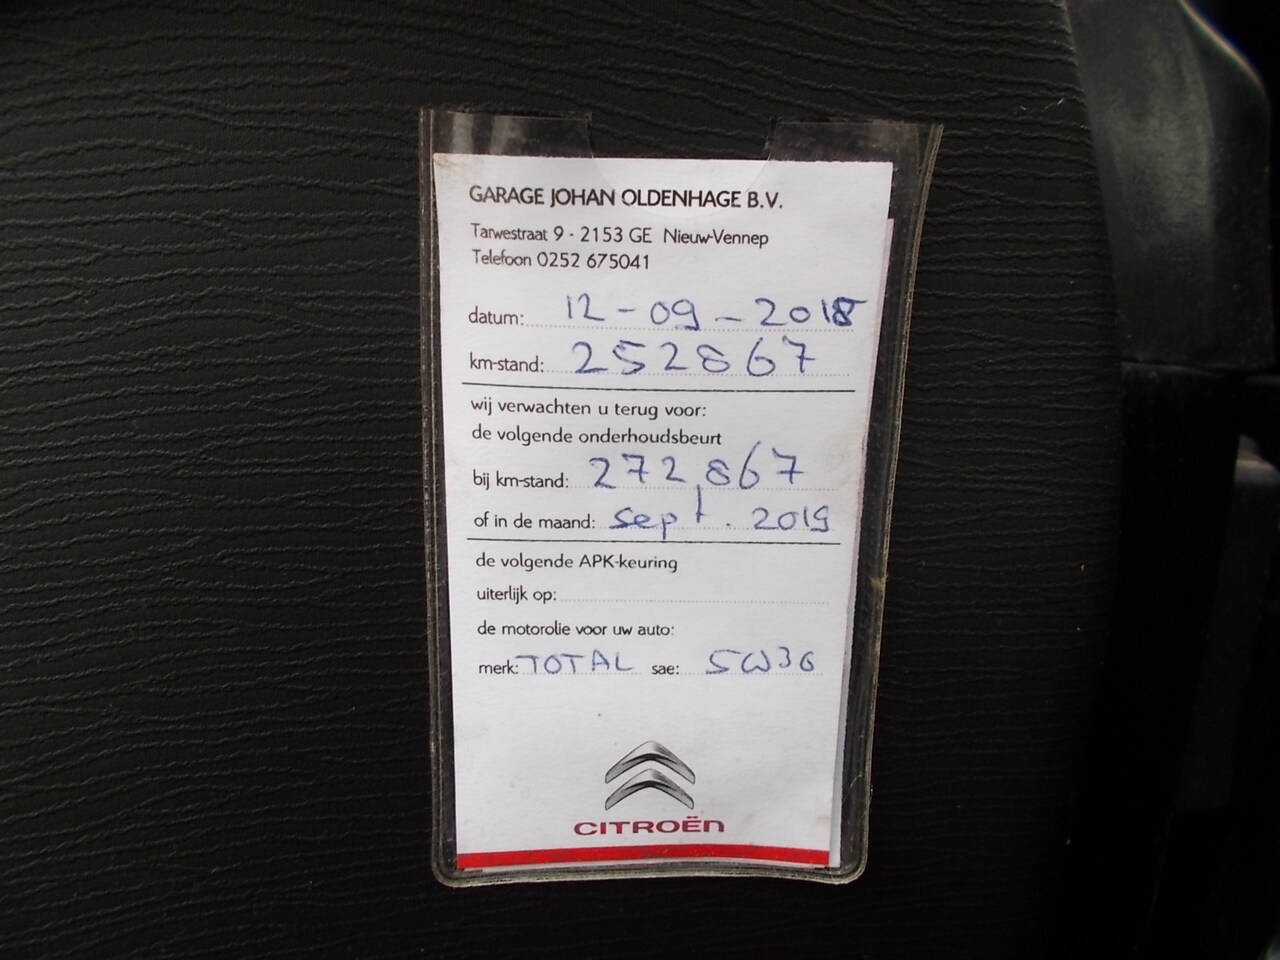 GARAGE JOHAN OLDENHAGE B.V.
Tarwestraat 9 - 2153 GE Nieuw-Vennep
Telefoon 0252 675041
datum: 12-09-2018
km-stand: 252867
wij verwachten u terug voor:
de volgende onderhoudsbeurt
bij km-stand: 272.867
of in de maand: sept. 2019
de volgende APK-keuring
uiterlijk op:
de motorolie voor uw auto:
merk: TOTAL sae: 5W30
CITROËN